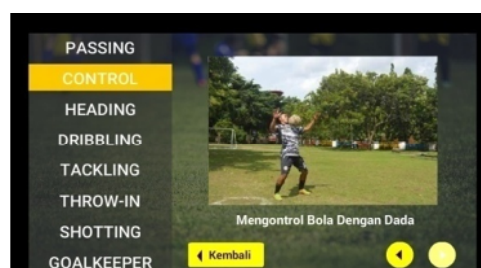 PASSING
CONTROL
HEADING
DRIBBLING
TACKLING
THROW-IN
SHOTTING
GOALKEEPER
Mengontrol Bola Dengan Dada
Kembali